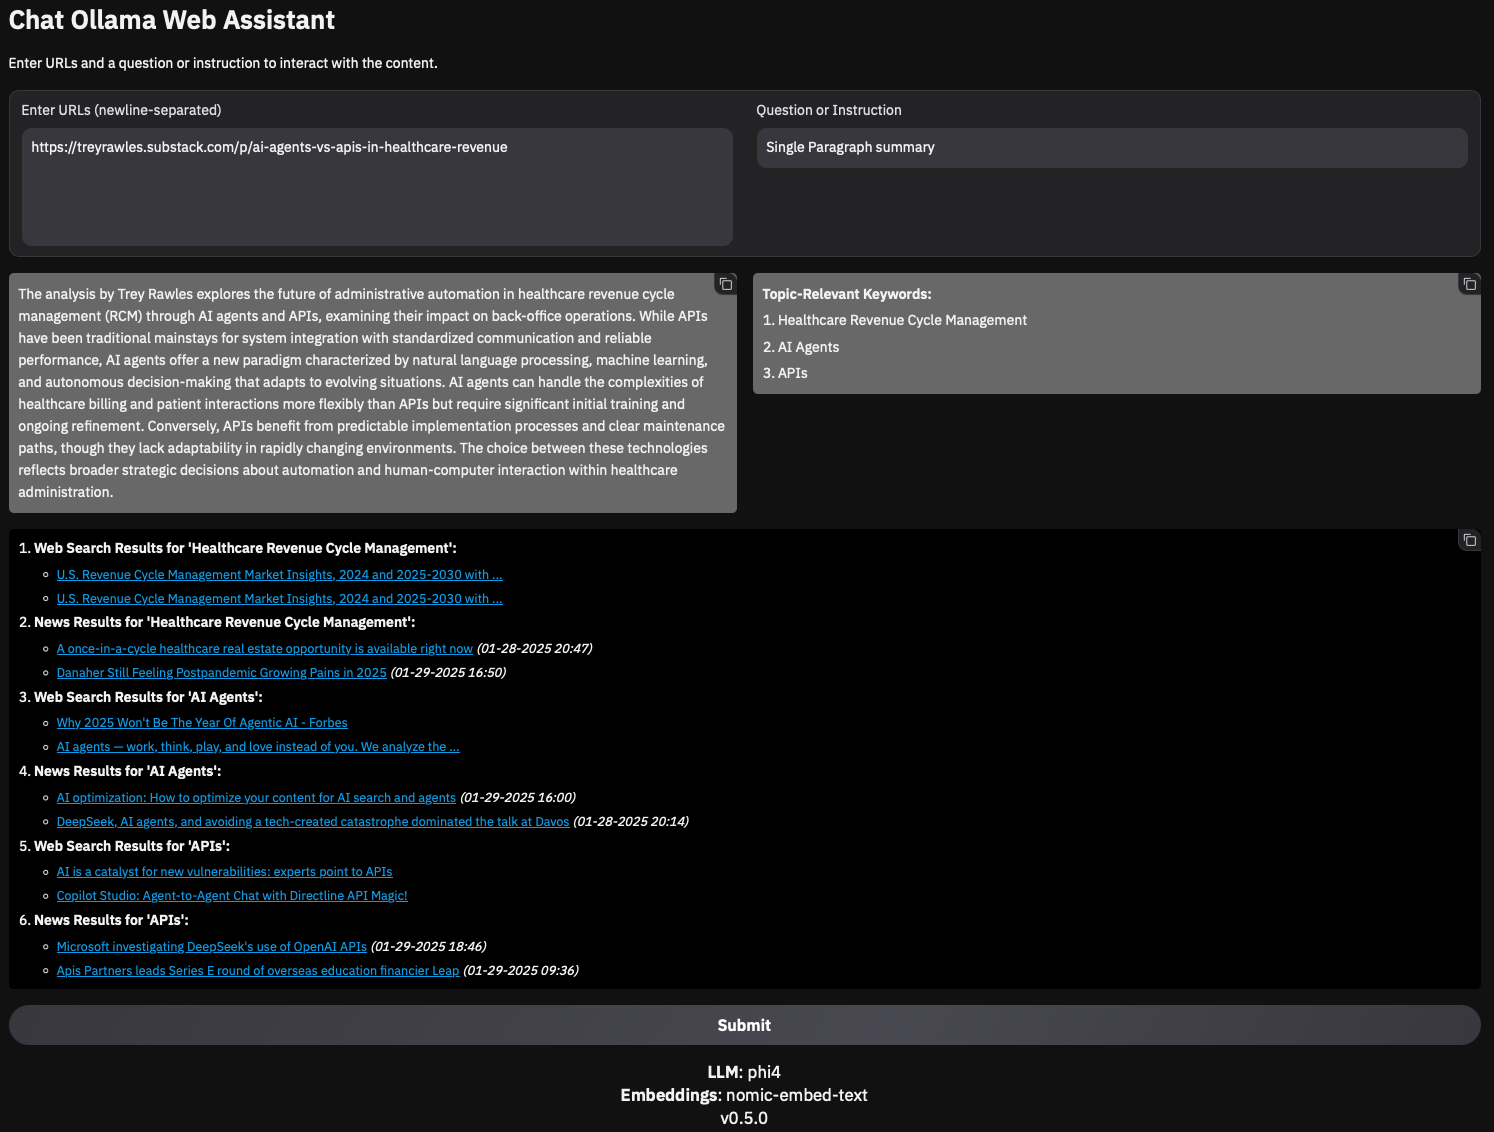 Chat Ollama Web Assistant
Enter URLs and a question or instruction to interact with the content.
Enter URLs (newline-separated)
https://treyrawles.substack.com/p/ai-agents-vs-apis-in-healthcare-revenue
Question or Instruction
Single Paragraph summary
The analysis by Trey Rawles explores the future of administrative automation in healthcare revenue cycle
management (RCM) through AI agents and APIs, examining their impact on back-office operations. While APIs
have been traditional mainstays for system integration with standardized communication and reliable
performance, AI agents offer a new paradigm characterized by natural language processing, machine learning,
and autonomous decision-making that adapts to evolving situations. AI agents can handle the complexities of
healthcare billing and patient interactions more flexibly than APIs but require significant initial training and
ongoing refinement. Conversely, APIs benefit from predictable implementation processes and clear maintenance
paths, though they lack adaptability in rapidly changing environments. The choice between these technologies
reflects broader strategic decisions about automation and human-computer interaction within healthcare
administration.
Topic-Relevant Keywords:
1. Healthcare Revenue Cycle Management
2. AI Agents
3. APIs
1. Web Search Results for 'Healthcare Revenue Cycle Management':
U.S. Revenue Cycle Management Market Insights, 2024 and 2025-2030 with ...
U.S. Revenue Cycle Management Market Insights, 2024 and 2025-2030 with ...
2. News Results for 'Healthcare Revenue Cycle Management':
A once-in-a-cycle healthcare real estate opportunity is available right now (01-28-2025 20:47)
Danaher Still Feeling Postpandemic Growing Pains in 2025 (01-29-2025 16:50)
3. Web Search Results for 'AI Agents':
Why 2025 Won't Be The Year Of Agentic AI - Forbes
AI agents — work, think, play, and love instead of you. We analyze the ...
4. News Results for 'AI Agents':
AI optimization: How to optimize your content for AI search and agents (01-29-2025 16:00)
DeepSeek, AI agents, and avoiding a tech-created catastrophe dominated the talk at Davos (01-28-2025 20:14)
5. Web Search Results for 'APIs':
AI is a catalyst for new vulnerabilities: experts point to APIs
Copilot Studio: Agent-to-Agent Chat with Directline API Magic!
6. News Results for 'APIs':
Microsoft investigating DeepSeek's use of OpenAI APIs (01-29-2025 18:46)
Apis Partners leads Series E round of overseas education financier Leap (01-29-2025 09:36)
Submit
LLM: phi4
Embeddings: nomic-embed-text
v0.5.0